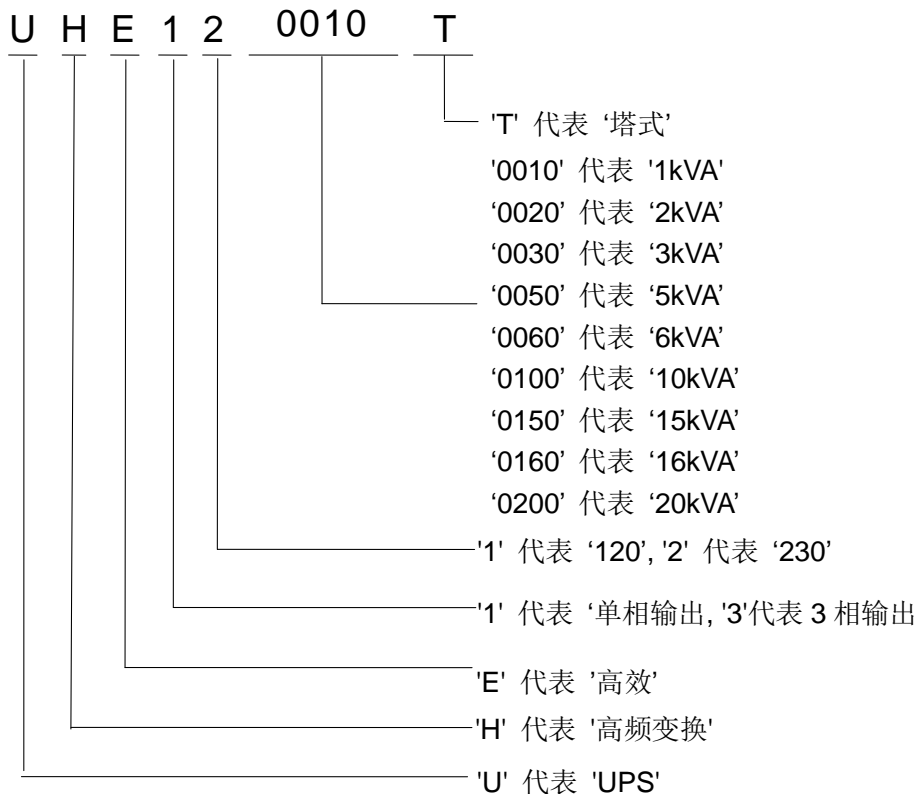 U H E 1 2 0010 T
'T' 代表 ‘塔式’
'0010' 代表 '1kVA'
‘0020’ 代表 ‘2kVA’
‘0030’ 代表 ‘3kVA’
‘0050’ 代表 ‘5kVA’
‘0060’ 代表 ‘6kVA’
‘0100’ 代表 ‘10kVA’
‘0150’ 代表 ‘15kVA’
‘0160’ 代表 ‘16kVA’
‘0200’ 代表 ‘20kVA’
'1' 代表 ‘120’, '2' 代表 ‘230’
'1' 代表 ‘单相输出, '3'代表 3 相输出
'E' 代表 ’高效’
'H' 代表 '高频变换'
'U' 代表 'UPS'